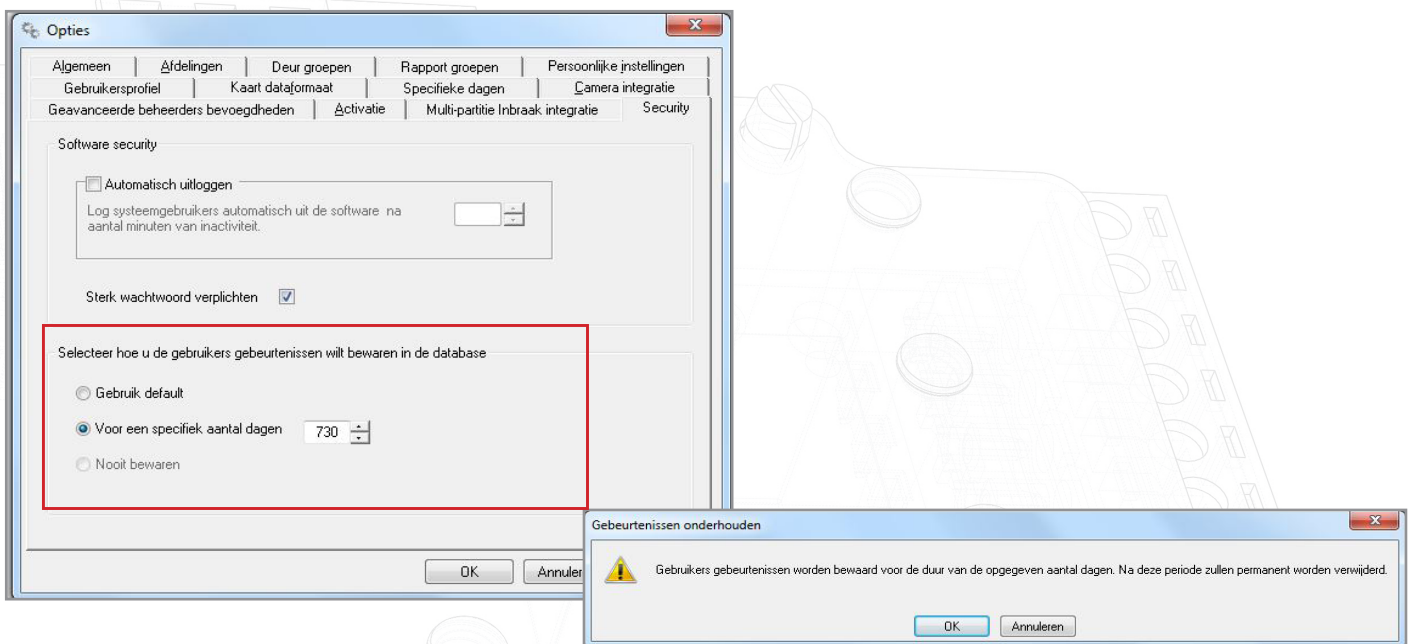 Opties
Algemeen Afdelingen Deur groepen Rapport groepen Persoonlijke instellingen
Gebruikersprofiel Kaart dataformaat Specifieke dagen Camera integratie
Geavanceerde beheerders bevoegdheden Activatie Multi-partitie Inbraak integratie Security
Software security
Automatisch uitloggen
Log systeemgebruikers automatisch uit de software na
aantal minuten van inactiviteit.
Sterk wachtwoord verplichten
Selecteer hoe u de gebruikers gebeurtenissen wilt bewaren in de database
Gebruik default
Voor een specifiek aantal dagen 730
Nooit bewaren
OK Annuler
Gebeurtenissen onderhouden
Gebruikers gebeurtenissen worden bewaard voor de duur van de opgegeven aantal dagen. Na deze periode zullen permanent worden verwijderd.
OK Annuleren